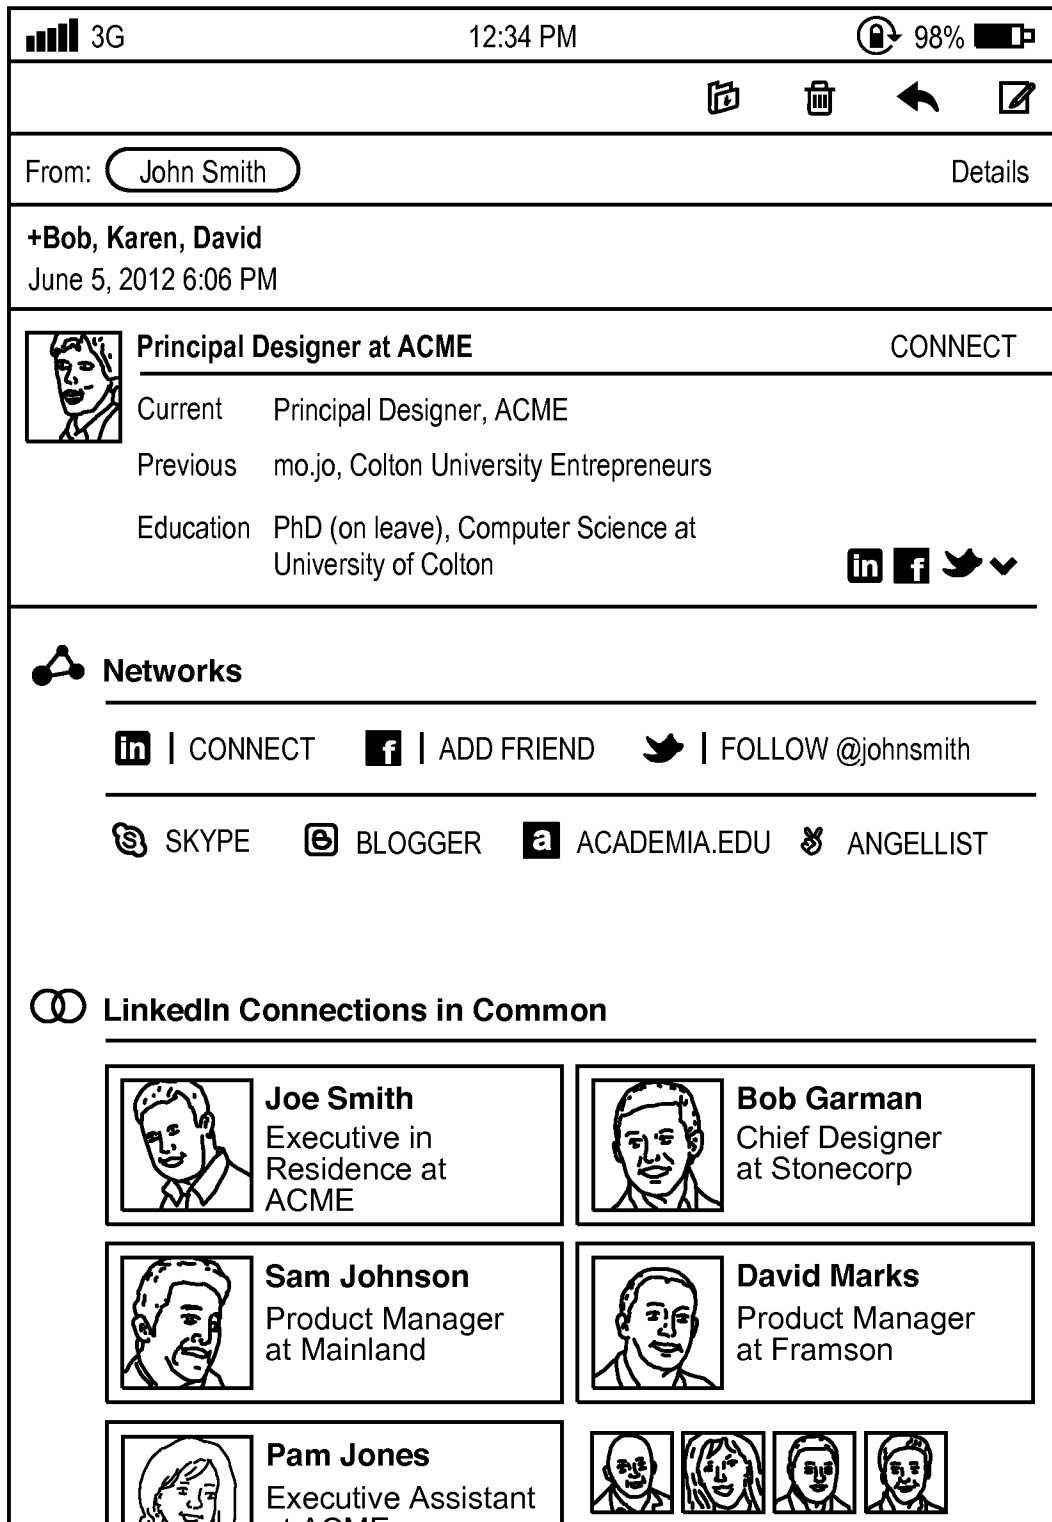 3G 12:34 PM 98%
From: John Smith Details
+Bob, Karen, David
June 5, 2012 6:06 PM
Principal Designer at ACME CONNECT
Current Principal Designer, ACME
Previous mo.jo, Colton University Entrepreneurs
Education PhD (on leave), Computer Science at
University of Colton
in f
Networks
in | CONNECT f | ADD FRIEND | FOLLOW @johnsmith
S SKYPE B BLOGGER a ACADEMIA.EDU ANGELLIST
LinkedIn Connections in Common
Joe Smith
Executive in
Residence at
ACME
Bob Garman
Chief Designer
at Stonecorp
Sam Johnson
Product Manager
at Mainland
David Marks
Product Manager
at Framson
Pam Jones
Executive Assistant
at ACME